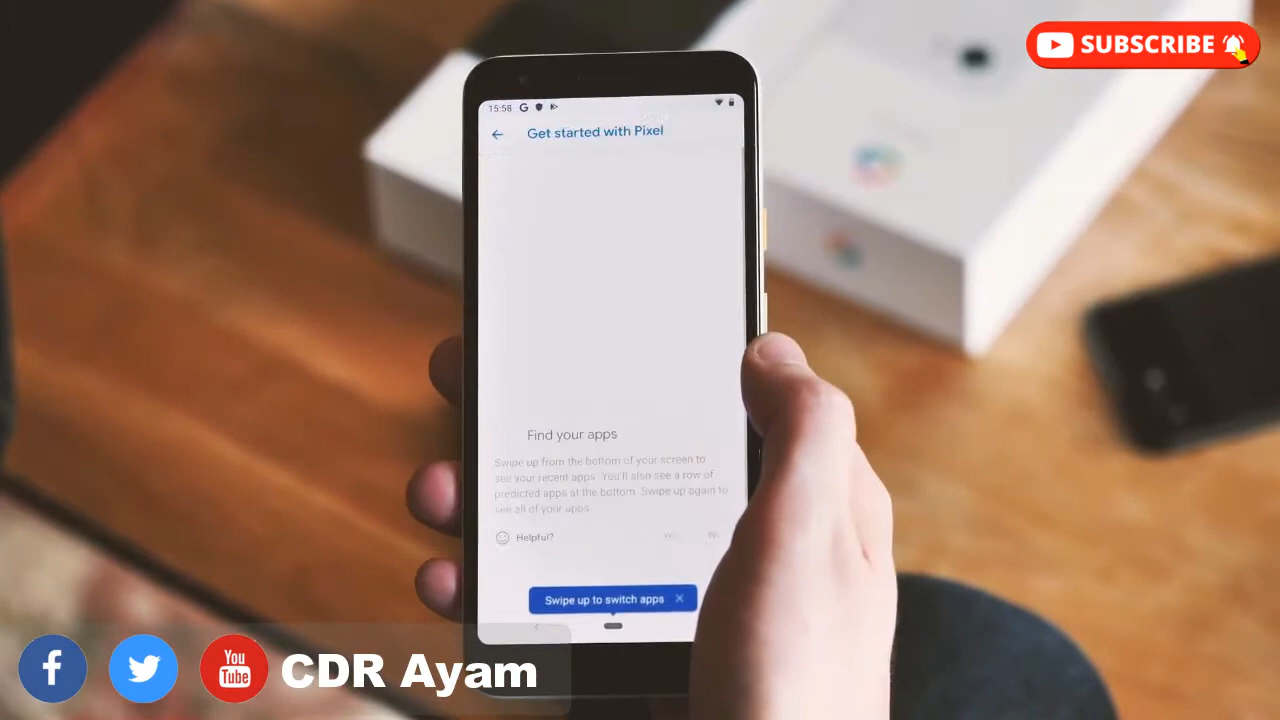 SUBSCRIBE
15:58
Get started with Pixel
Find your apps
Swipe up from the bottom of your screen to
see your recent apps. You'll also see a row of
predicted apps at the bottom. Swipe up again to
see all of your apps.
Helpful?
Swipe up to switch apps
You
Tube
CDR Ayam